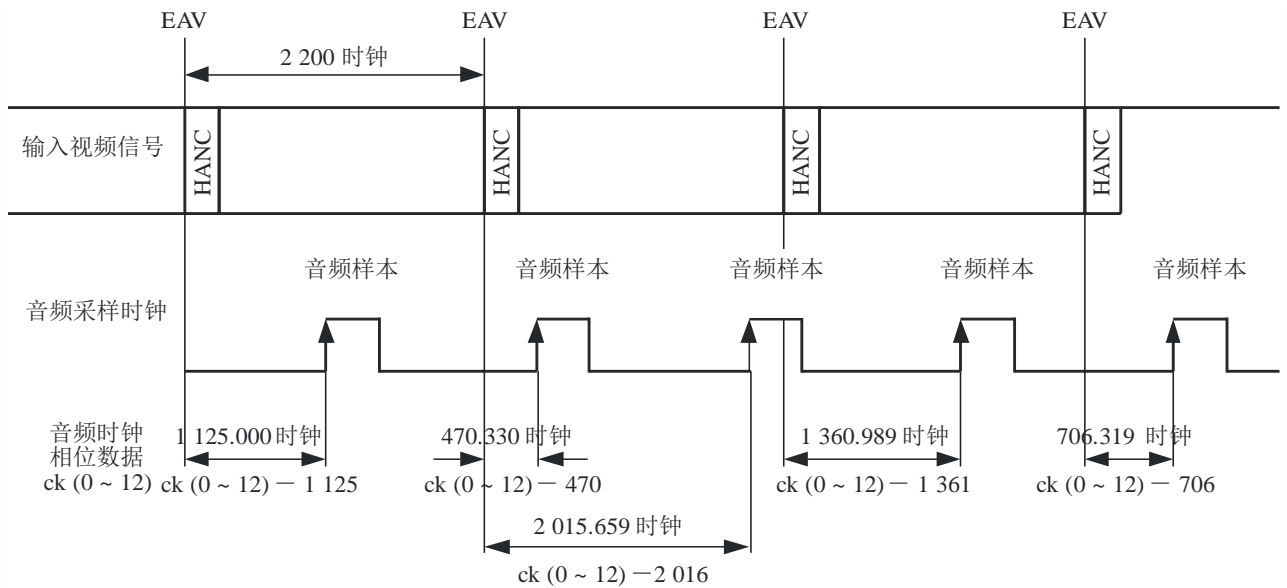 EAV EAV EAV EAV
2 200 时钟
输入视频信号
HANC HANC HANC HANC
音频样本 音频样本 音频样本 音频样本 音频样本
音频采样时钟
音频时钟 1 125.000 时钟 470.330 时钟 1 360.989 时钟 706.319 时钟
相位数据
ck (0 ~ 12) ck (0 ~ 12) － 1 125 ck (0 ~ 12) － 470 ck (0 ~ 12) － 1 361 ck (0 ~ 12) － 706
2 015.659 时钟
ck (0 ~ 12) －2 016